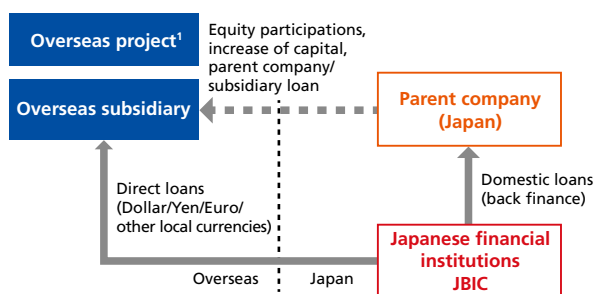 Overseas project¹
Equity participations,
increase of capital,
parent company/
subsidiary loan
Overseas subsidiary
Parent company
(Japan)
Direct loans
(Dollar/Yen/Euro/
other local currencies)
Domestic loans
(back finance)
Japanese financial
institutions
JBIC
Overseas
Japan